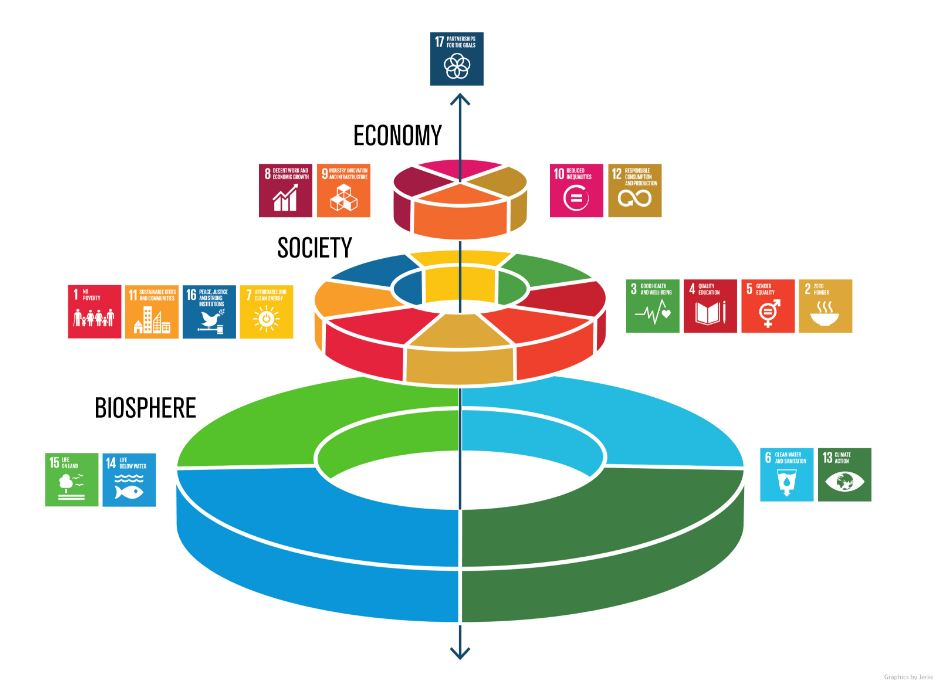 17 PARTNERSHIPS
FOR THE GOALS
ECONOMY
8 DECENT WORK AND
ECONOMIC GROWTH
9 INDUSTRY, INNOVATION
AND INFRASTRUCTURE
10 REDUCED
INEQUALITIES
12 RESPONSIBLE
CONSUMPTION
AND PRODUCTION
SOCIETY
1 NO
POVERTY
11 SUSTAINABLE CITIES
AND COMMUNITIES
16 PEACE, JUSTICE
AND STRONG
INSTITUTIONS
7 AFFORDABLE AND
CLEAN ENERGY
3 GOOD HEALTH
AND WELL-BEING
4 QUALITY
EDUCATION
5 GENDER
EQUALITY
2 ZERO
HUNGER
BIOSPHERE
15 LIFE
ON LAND
14 LIFE
BELOW WATER
6 CLEAN WATER
AND SANITATION
13 CLIMATE
ACTION
Graphics by